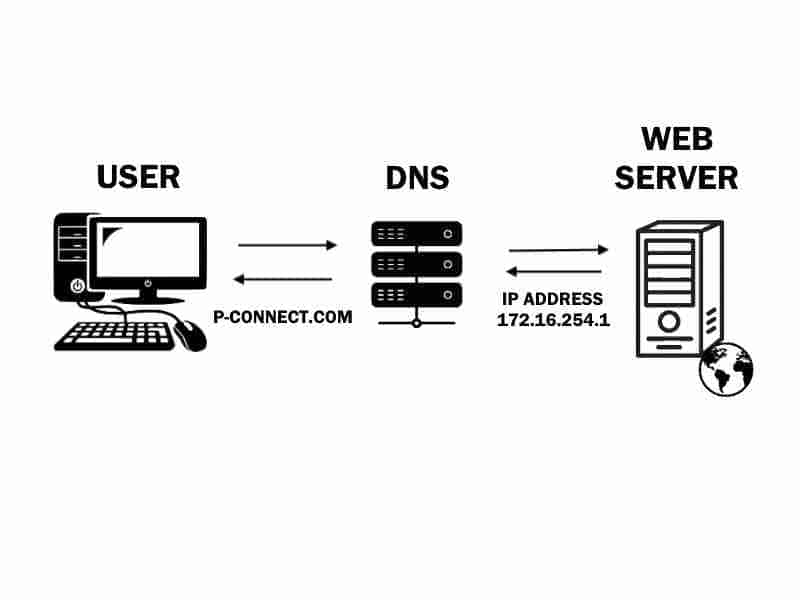 USER
DNS
WEB
SERVER
P-CONNECT.COM
IP ADDRESS
172.16.254.1